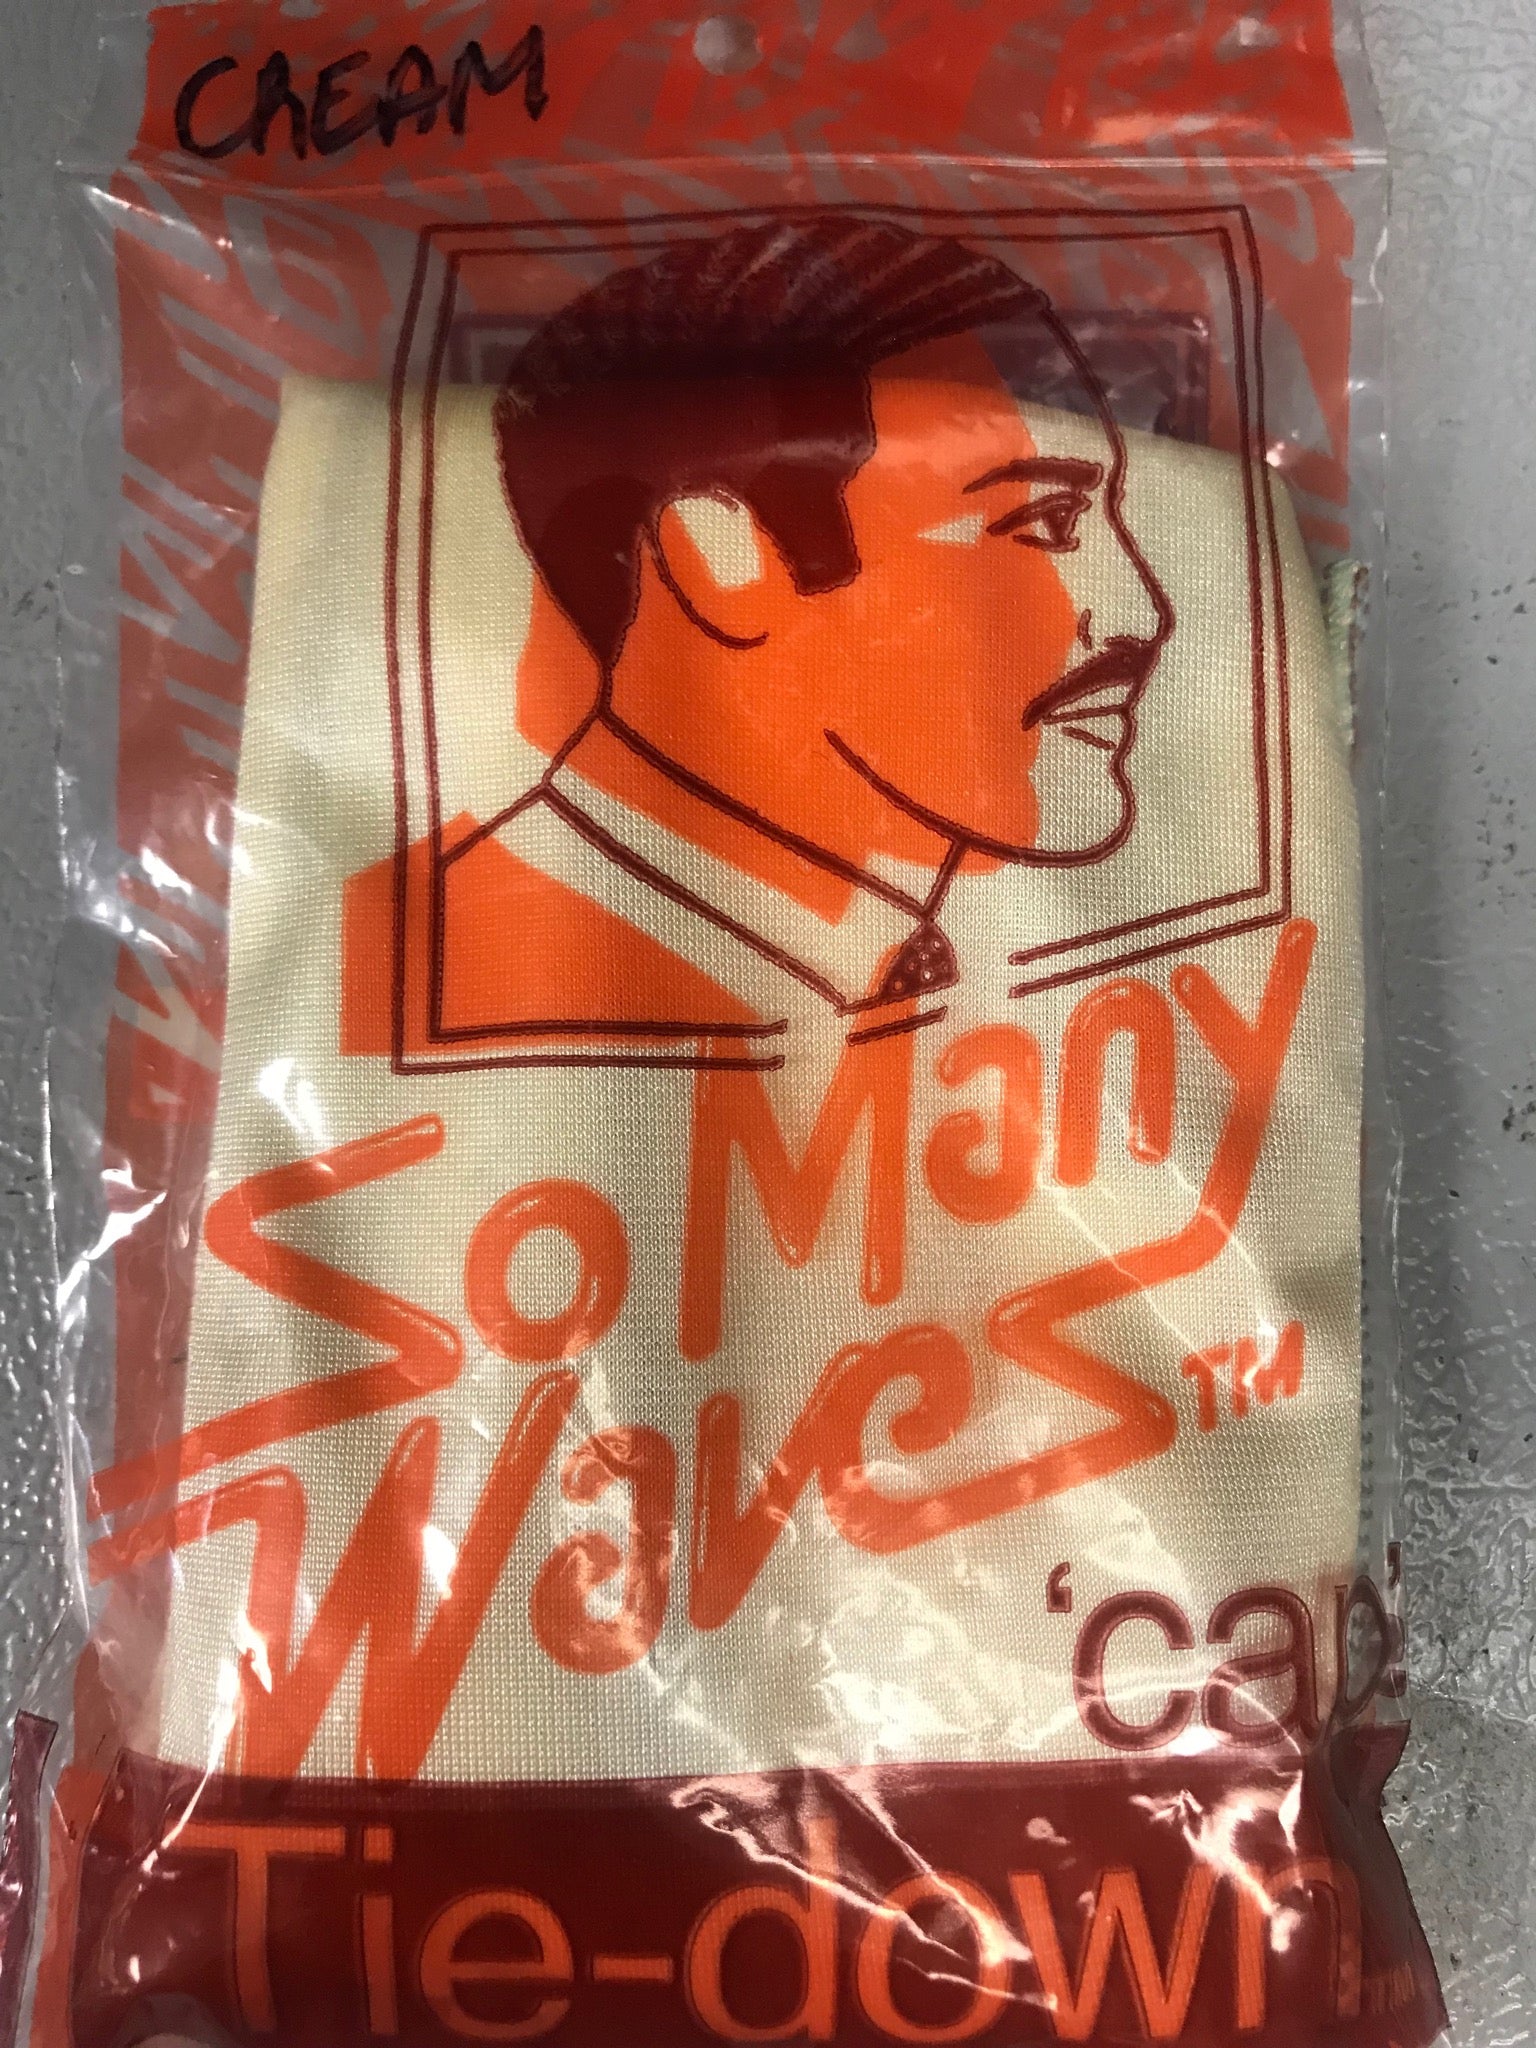 CREAM
So Many
Waves™
'cap'
Tie-down